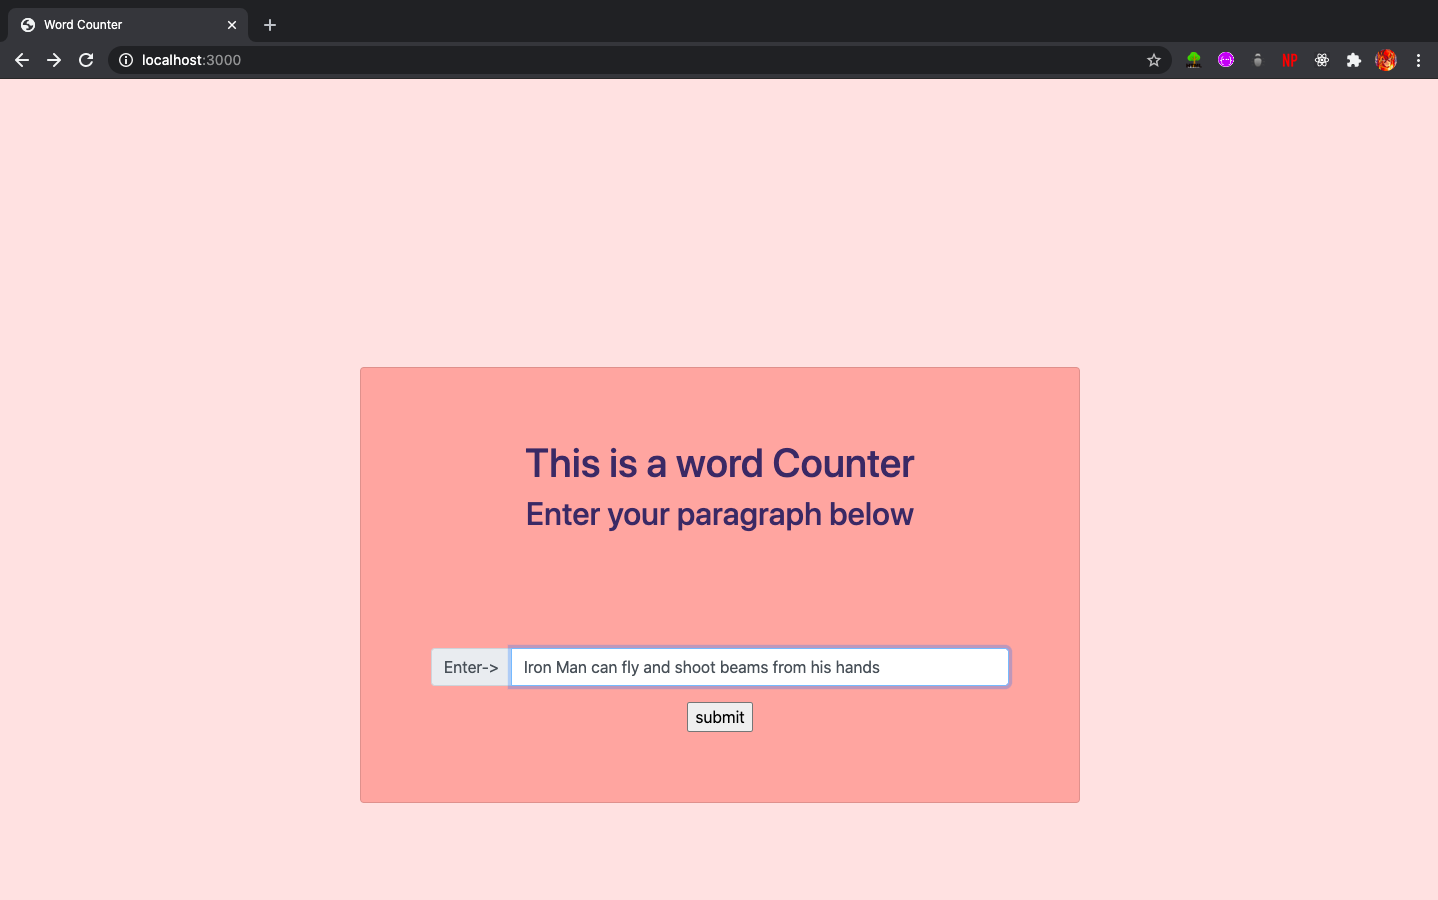 Word Counter
localhost:3000
NP
This is a word Counter
Enter your paragraph below
Enter-> Iron Man can fly and shoot beams from his hands
submit